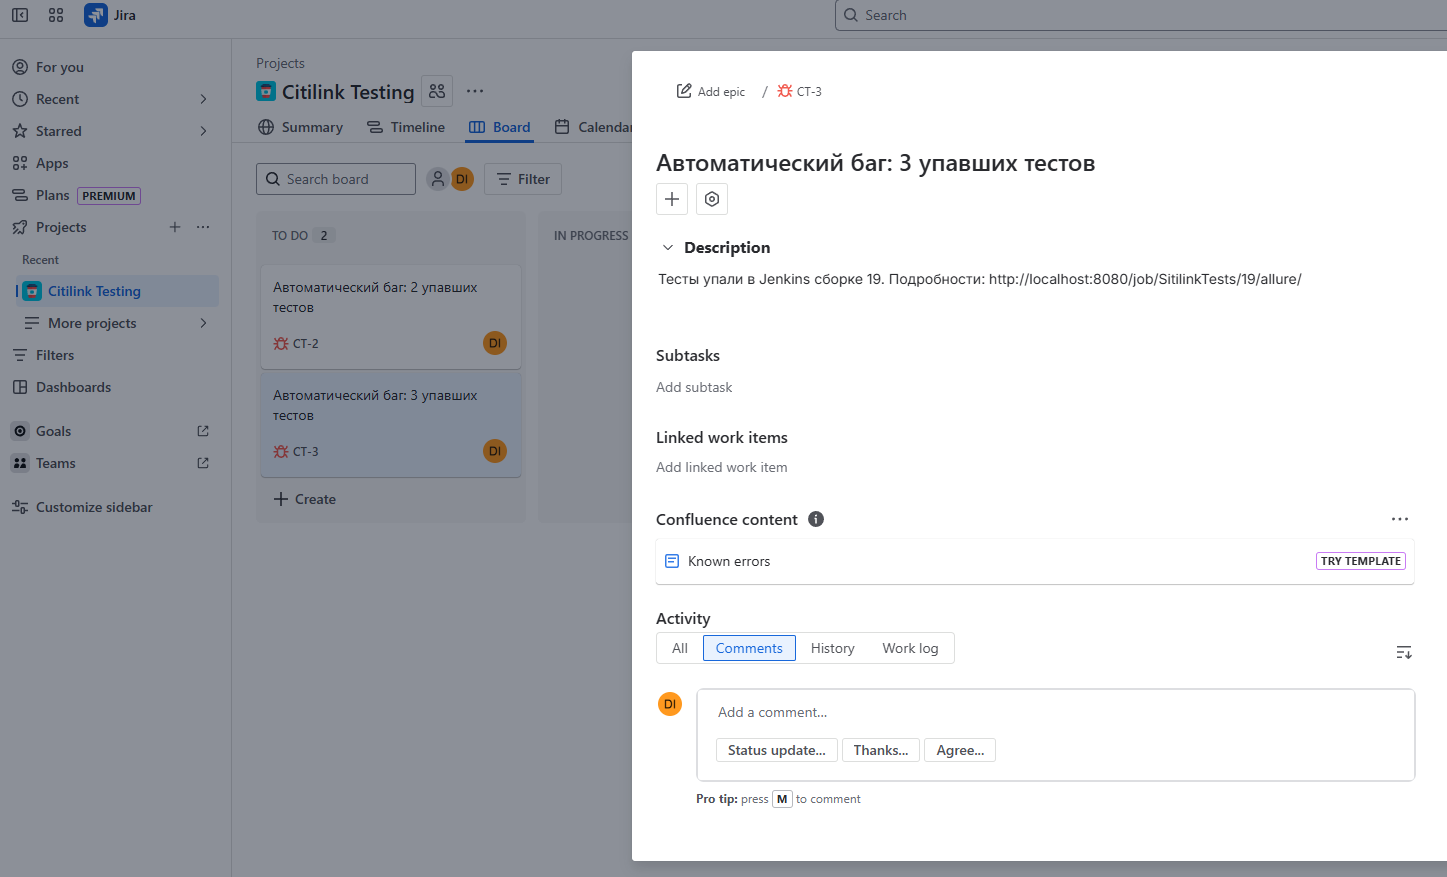 Jira
Search
For you
Recent
Starred
Apps
Plans PREMIUM
Projects
Recent
Citilink Testing
More projects
Filters
Dashboards
Goals
Teams
Customize sidebar
Projects
Citilink Testing
Summary Timeline Board Calendar
Search board DI Filter
TO DO 2
Автоматический баг: 2 упавших
тестов
CT-2 DI
Автоматический баг: 3 упавших
тестов
CT-3 DI
Create
IN PROGRESS
Add epic / CT-3
Автоматический баг: 3 упавших тестов
Description
Тесты упали в Jenkins сборке 19. Подробности: http://localhost:8080/job/SitilinkTests/19/allure/
Subtasks
Add subtask
Linked work items
Add linked work item
Confluence content
Known errors TRY TEMPLATE
Activity
All Comments History Work log
DI Add a comment...
Status update... Thanks... Agree...
Pro tip: press M to comment